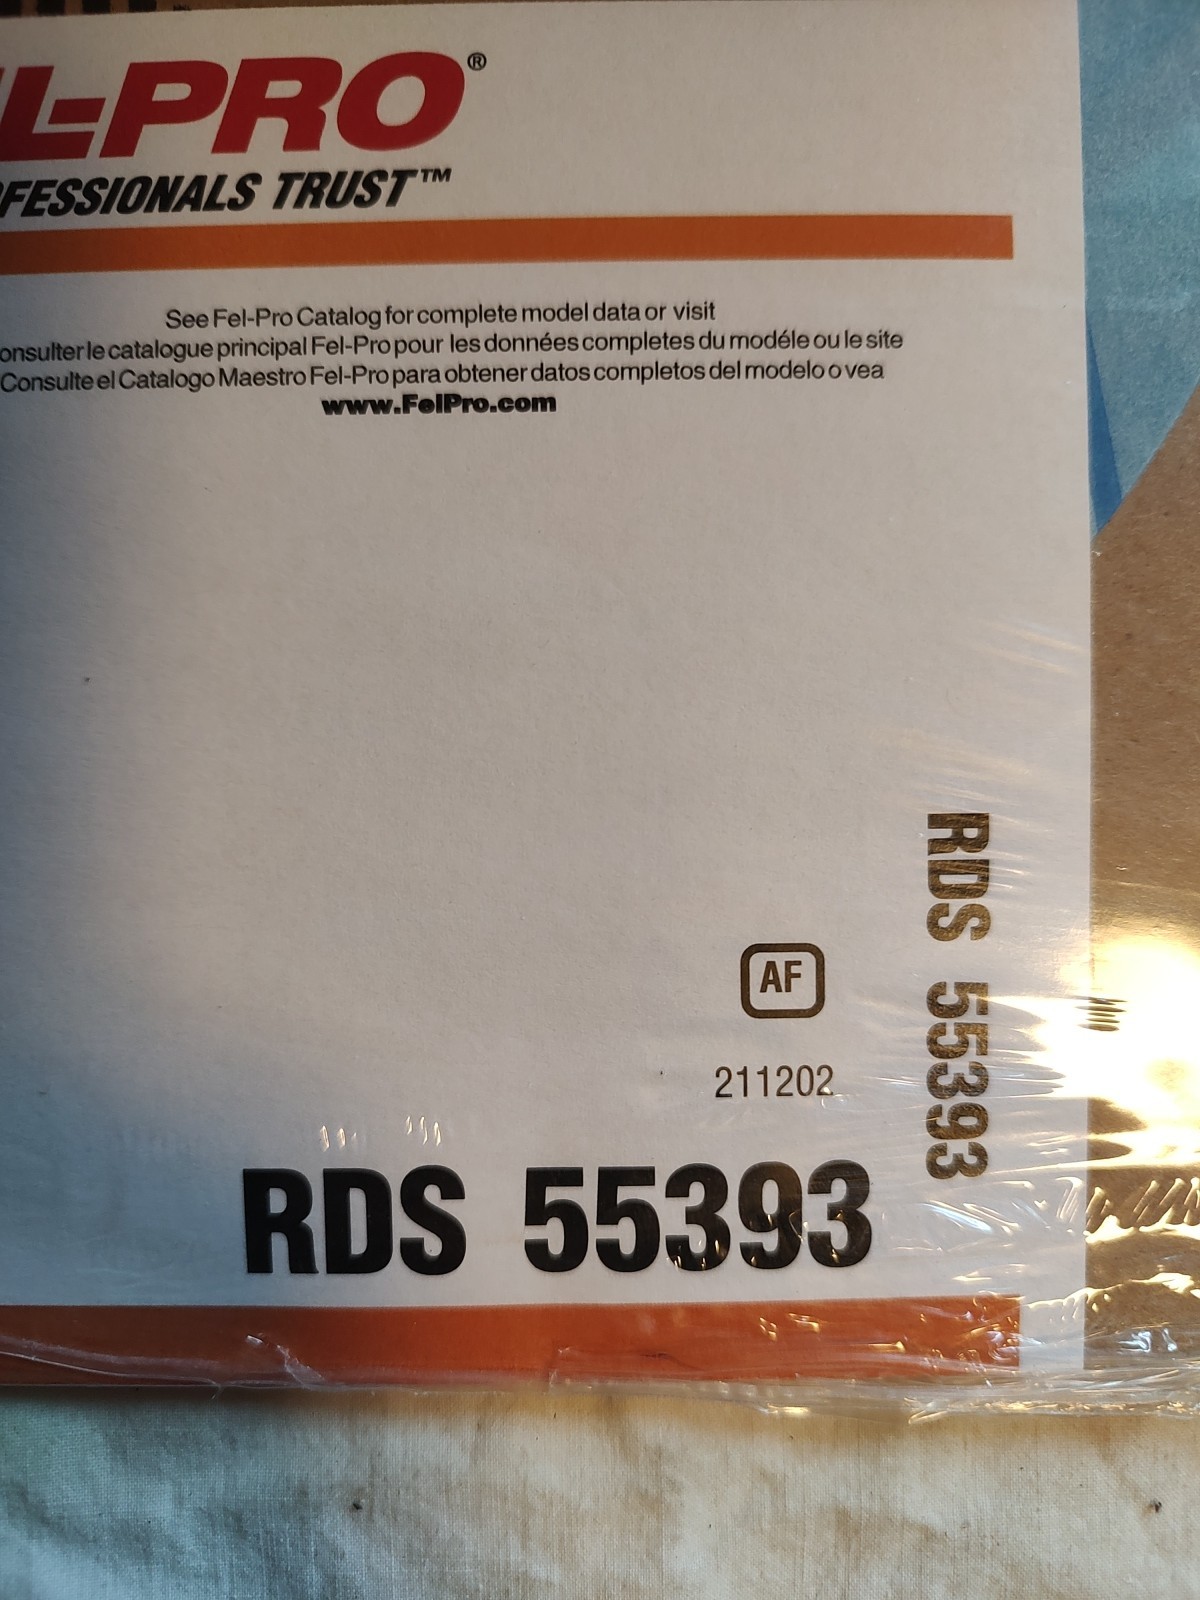 L-PRO®
OFESSIONALS TRUST™
See Fel-Pro Catalog for complete model data or visit
onsulter le catalogue principal Fel-Pro pour les données completes du modéle ou le site
Consulte el Catalogo Maestro Fel-Pro para obtener datos completos del modelo o vea
www.FelPro.com
RDS 55393
AF
211202
RDS 55393